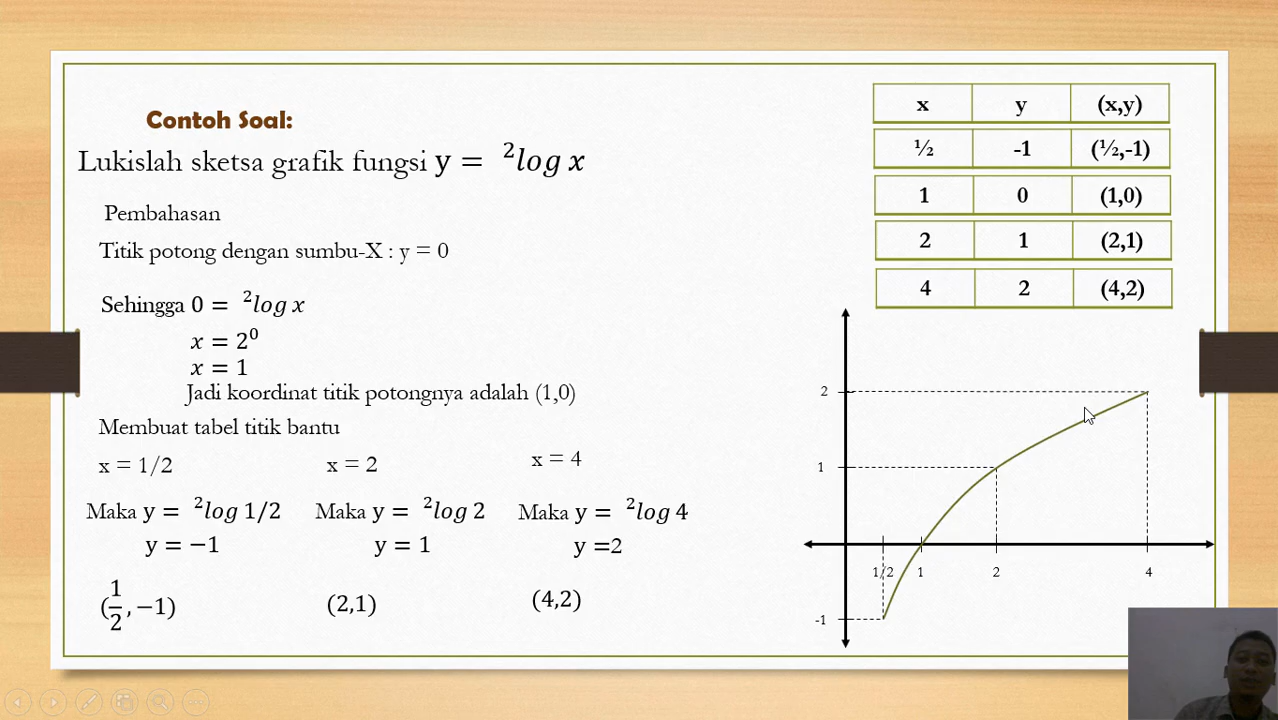 Contoh Soal:
Lukislah sketsa grafik fungsi y = ²log x
Pembahasan
Titik potong dengan sumbu-X : y = 0
Sehingga 0 = ²log x
x = 2⁰
x = 1
Jadi koordinat titik potongnya adalah (1,0)
Membuat tabel titik bantu
x = 1/2 x = 2 x = 4
Maka y = ²log 1/2 Maka y = ²log 2 Maka y = ²log 4
y = −1 y = 1 y =2
(1/2, −1) (2,1) (4,2)
x y (x,y)
½ -1 (½,-1)
1 0 (1,0)
2 1 (2,1)
4 2 (4,2)
2
1
1/2 1 2 4
-1